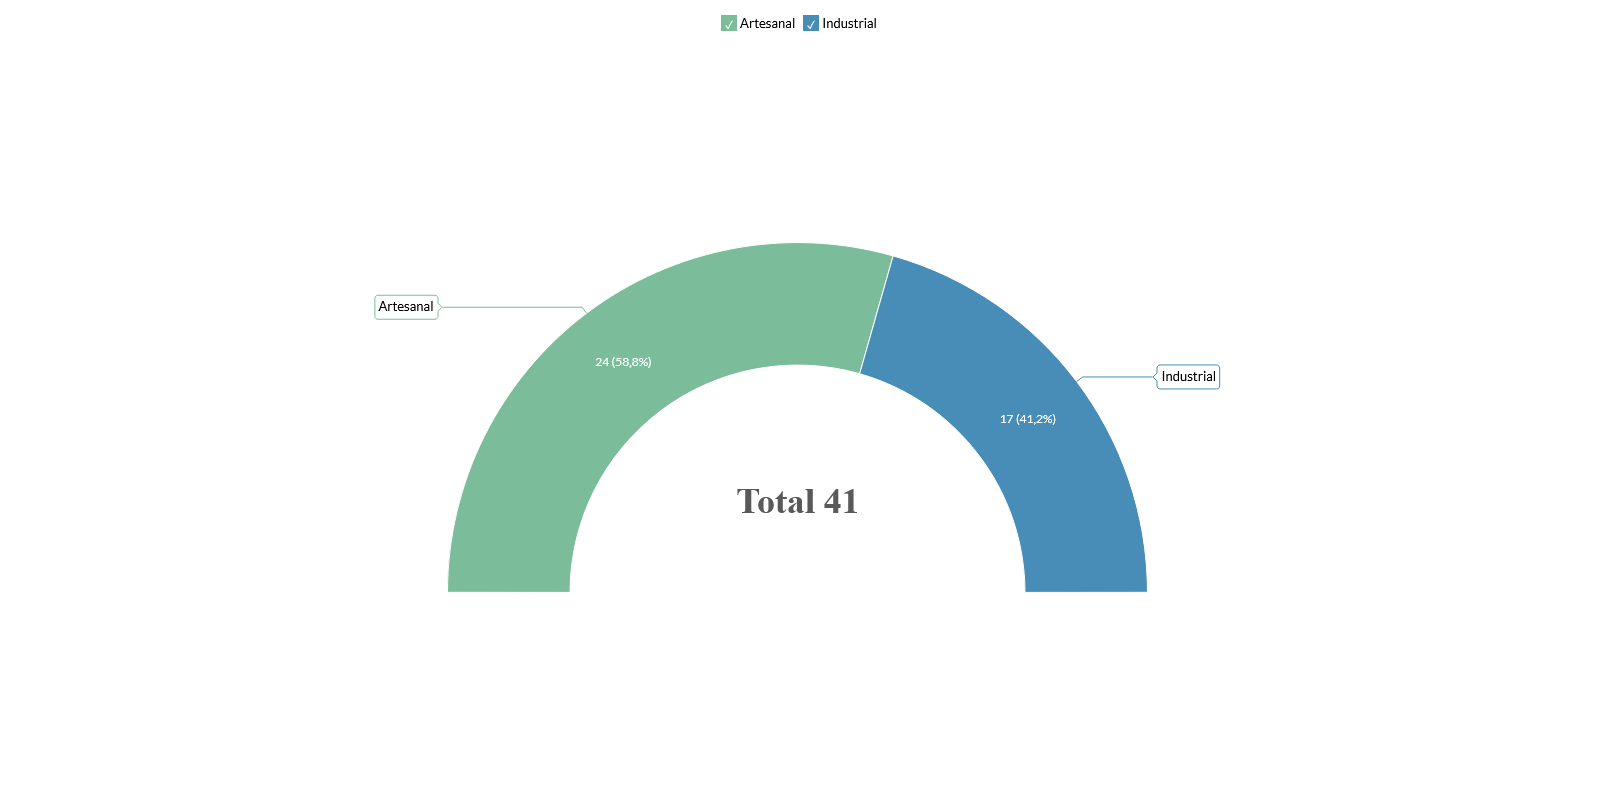 Artesanal Industrial
Artesanal
24 (58,8%)
Industrial
17 (41,2%)
Total 41